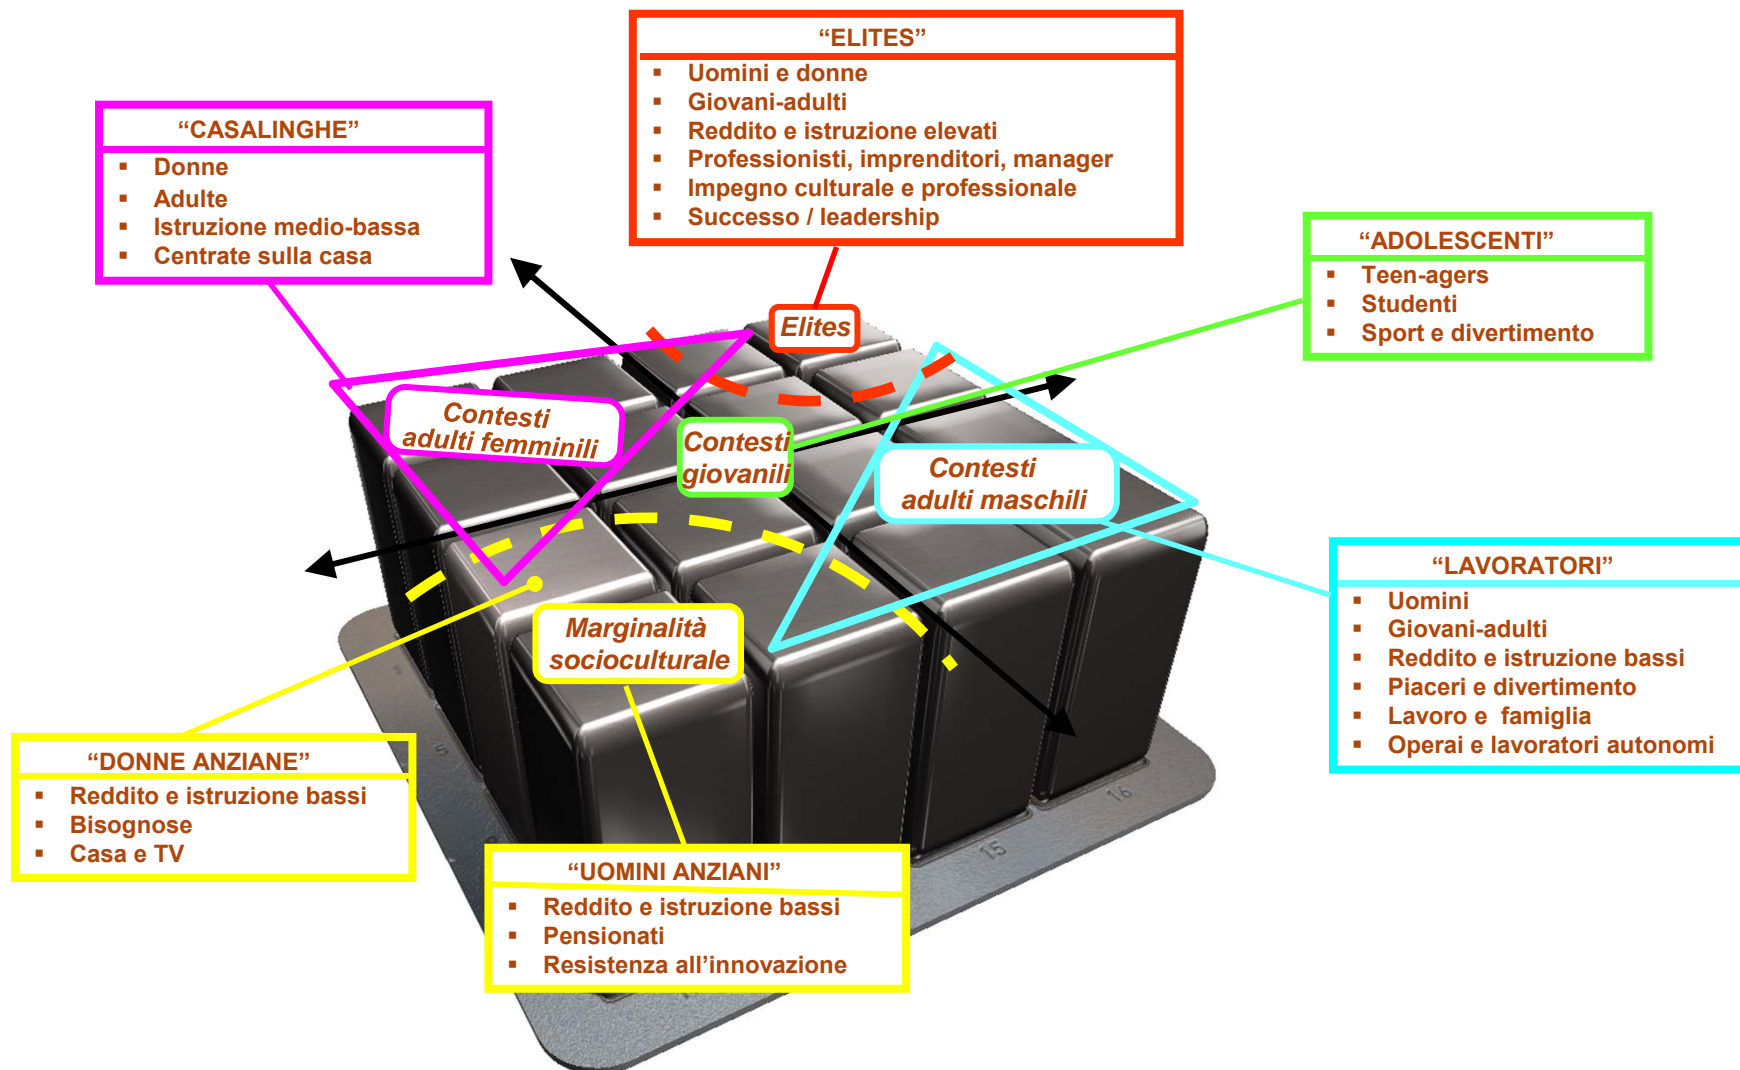 “ELITES”
▪ Uomini e donne
▪ Giovani-adulti
▪ Reddito e istruzione elevati
▪ Professionisti, imprenditori, manager
▪ Impegno culturale e professionale
▪ Successo / leadership
“CASALINGHE”
▪ Donne
▪ Adulte
▪ Istruzione medio-bassa
▪ Centrate sulla casa
“ADOLESCENTI”
▪ Teen-agers
▪ Studenti
▪ Sport e divertimento
Elites
Contesti
adulti femminili
Contesti
giovanili
Contesti
adulti maschili
Marginalità
socioculturale
“LAVORATORI”
▪ Uomini
▪ Giovani-adulti
▪ Reddito e istruzione bassi
▪ Piaceri e divertimento
▪ Lavoro e  famiglia
▪ Operai e lavoratori autonomi
“DONNE ANZIANE”
▪ Reddito e istruzione bassi
▪ Bisognose
▪ Casa e TV
“UOMINI ANZIANI”
▪ Reddito e istruzione bassi
▪ Pensionati
▪ Resistenza all’innovazione
5
15
16